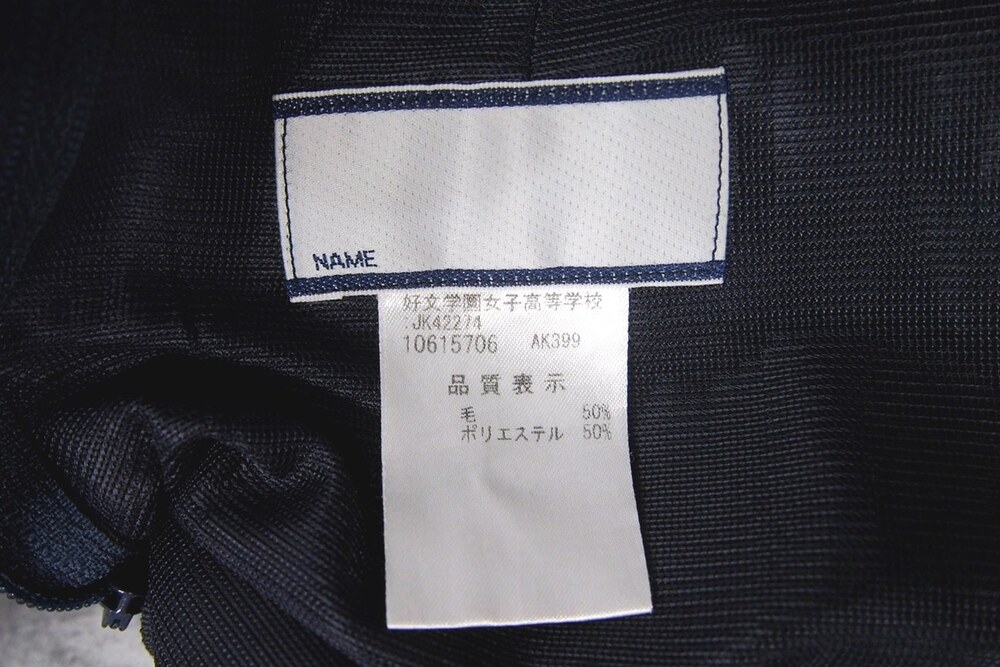 NAME
好文学園女子高等学校
:JK42274
10615706 AK399
品質表示
毛 50%
ポリエステル 50%